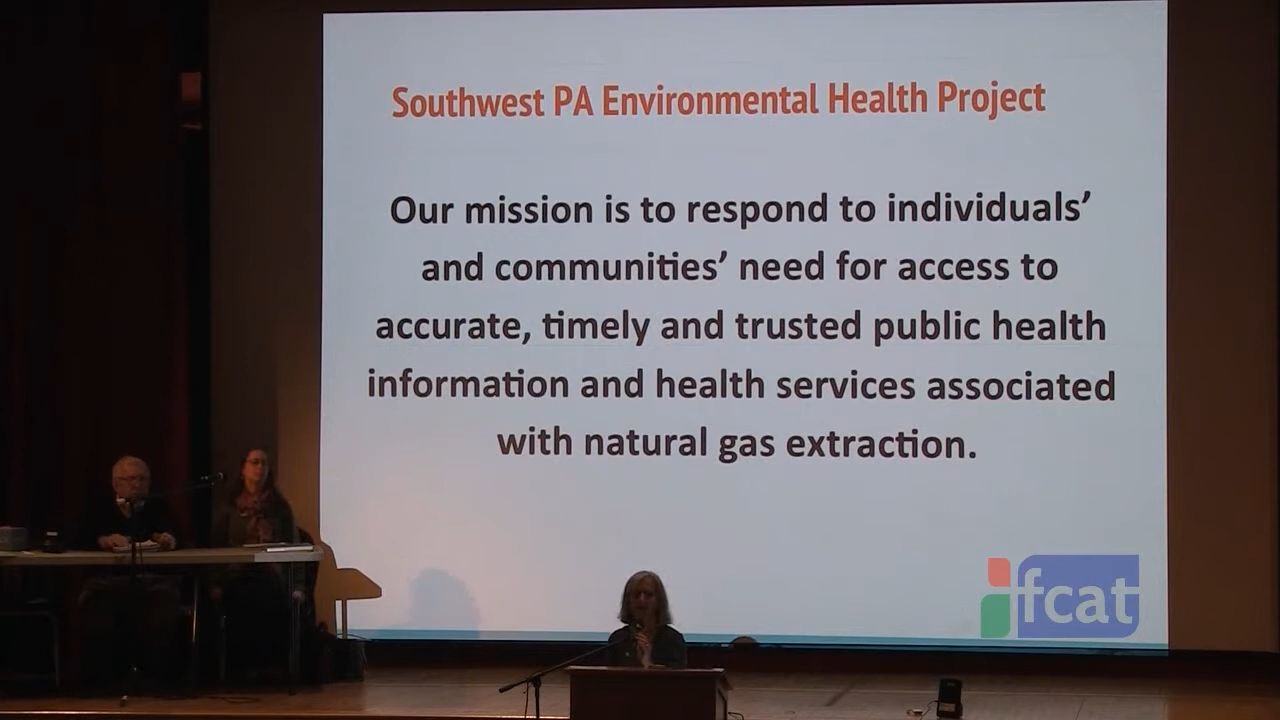 Southwest PA Environmental Health Project
Our mission is to respond to individuals’
and communities’ need for access to
accurate, timely and trusted public health
information and health services associated
with natural gas extraction.
fcat